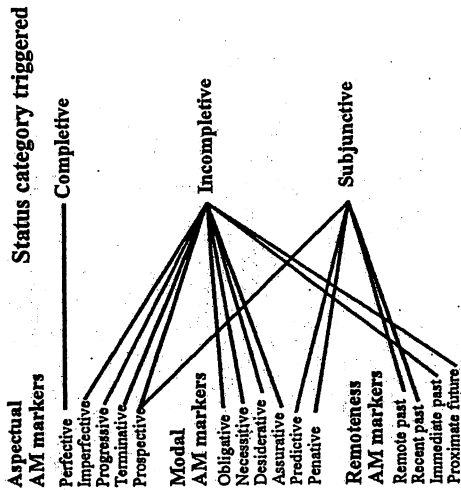 Aspectual
AM markers
Status category triggered
Perfective
Completive
Imperfective
Progressive
Terminative
Prospective
Incompletive
Modal
AM markers
Obligative
Necessitive
Desiderative
Assurative
Predictive
Penative
Subjunctive
Remoteness
AM markers
Remote past
Recent past
Immediate past
Proximate future